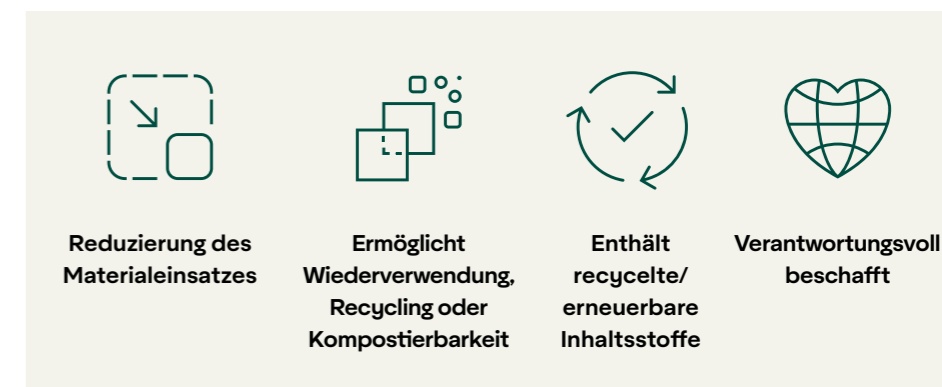 Reduzierung des
Materialeinsatzes
Ermöglicht
Wiederverwendung,
Recycling oder
Kompostierbarkeit
Enthält
recycelte/
erneuerbare
Inhaltsstoffe
Verantwortungsvoll
beschafft